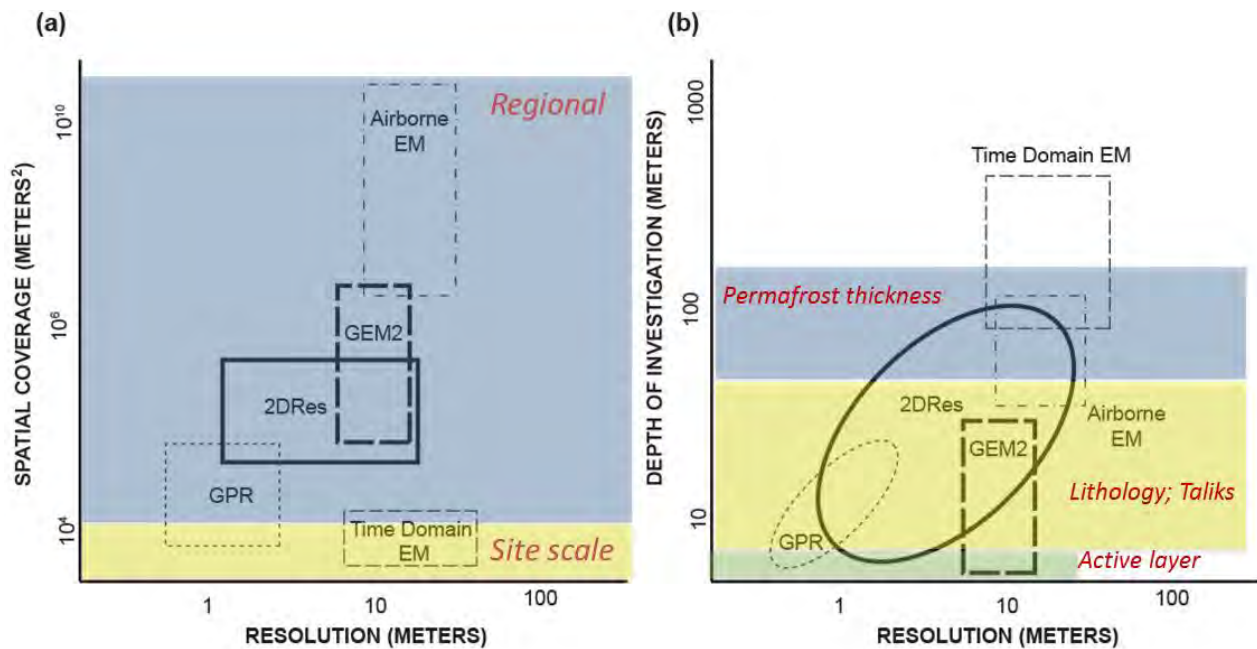 (a)
SPATIAL COVERAGE (METERS²)
10¹⁰
10⁶
10⁴
Regional
Airborne
EM
GEM2
2DRes
GPR
Time Domain
EM
Site scale
1
10
100
RESOLUTION (METERS)
(b)
DEPTH OF INVESTIGATION (METERS)
1000
100
10
Time Domain EM
Permafrost thickness
2DRes
Airborne
EM
GEM2
Lithology; Taliks
GPR
Active layer
1
10
100
RESOLUTION (METERS)